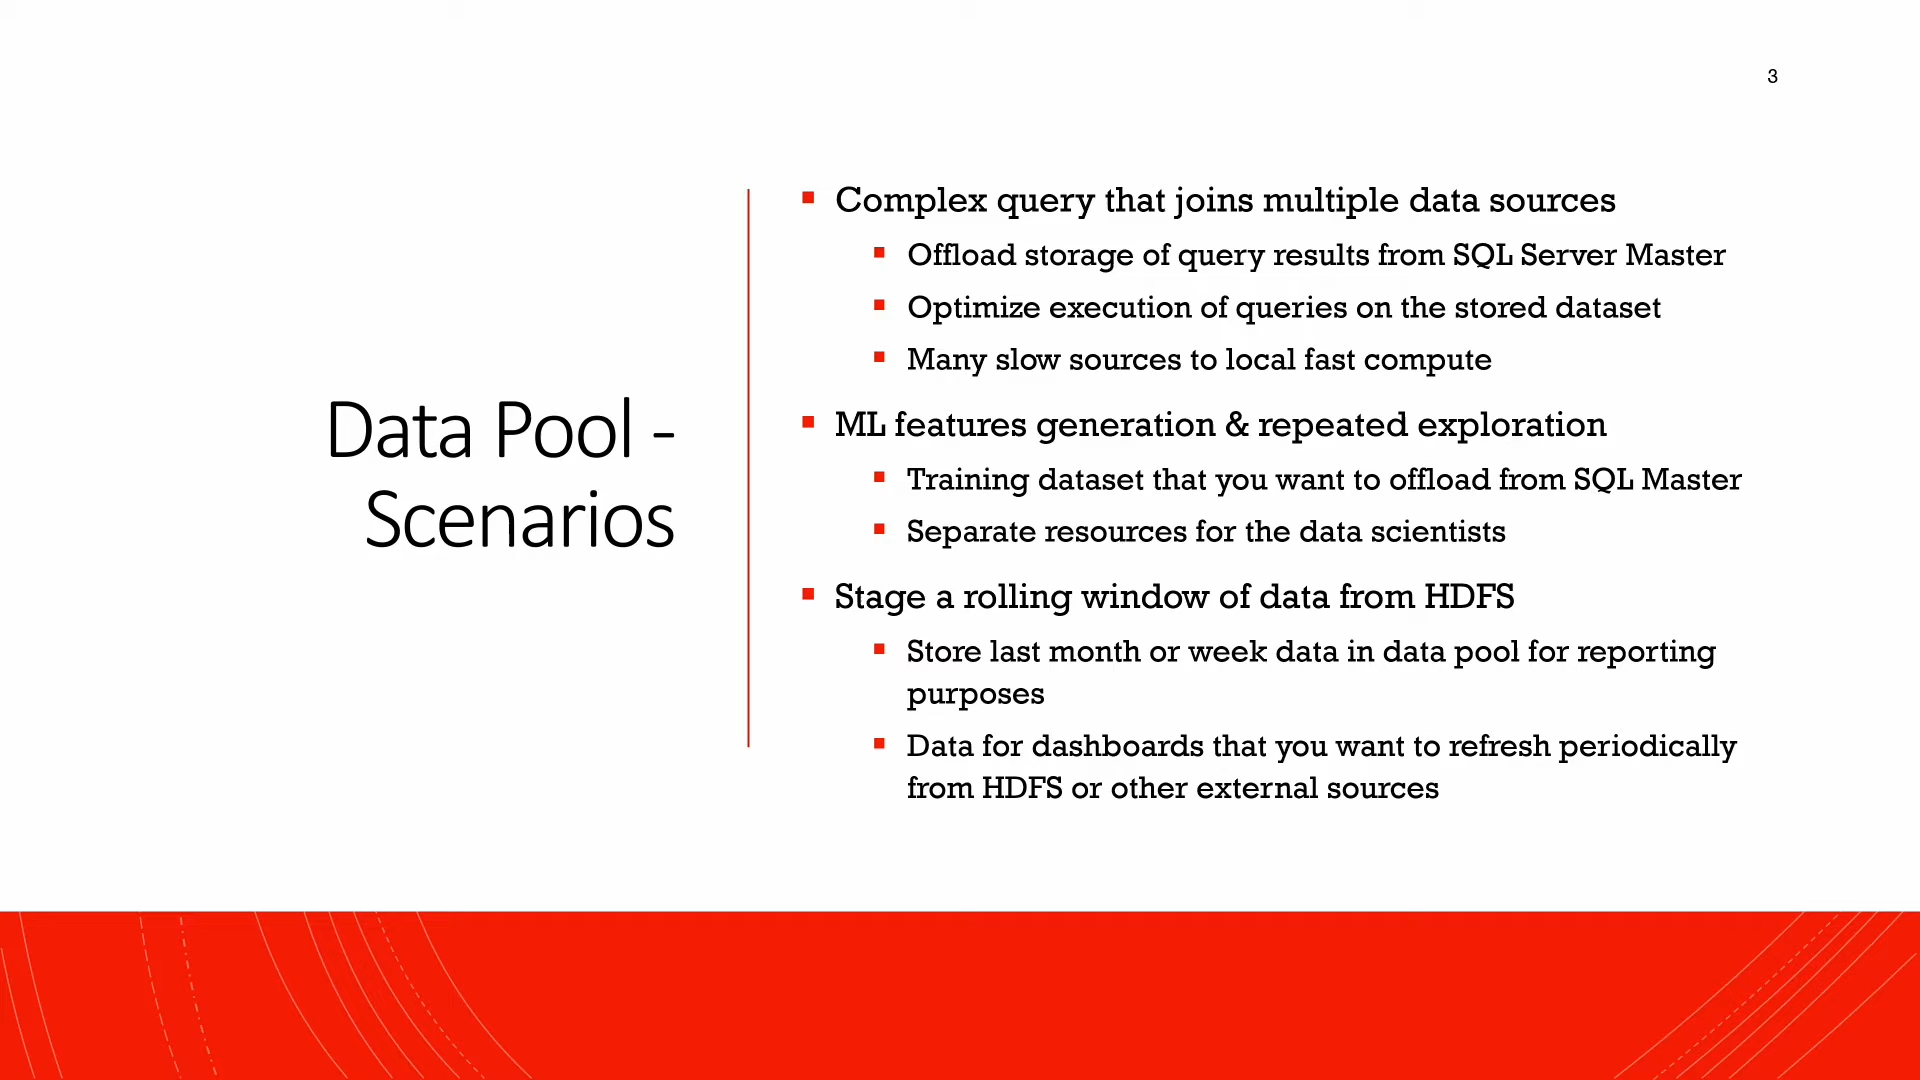 3
Data Pool -
Scenarios
Complex query that joins multiple data sources
Offload storage of query results from SQL Server Master
Optimize execution of queries on the stored dataset
Many slow sources to local fast compute
ML features generation & repeated exploration
Training dataset that you want to offload from SQL Master
Separate resources for the data scientists
Stage a rolling window of data from HDFS
Store last month or week data in data pool for reporting
purposes
Data for dashboards that you want to refresh periodically
from HDFS or other external sources